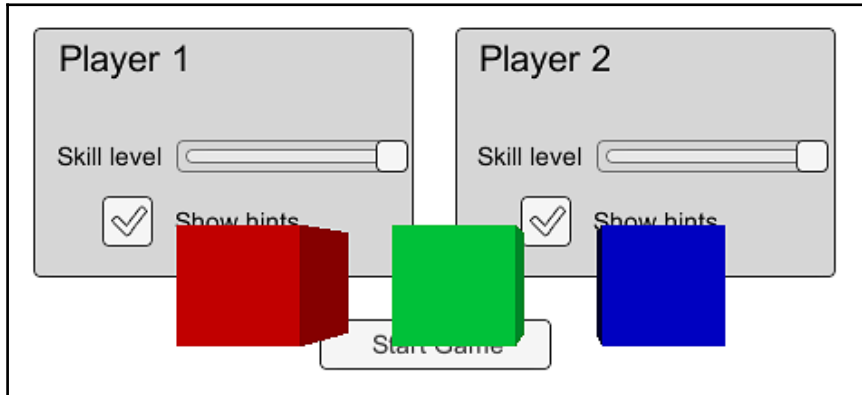 Player 1
Skill level
Show hints
Player 2
Skill level
Show hints
Start Game